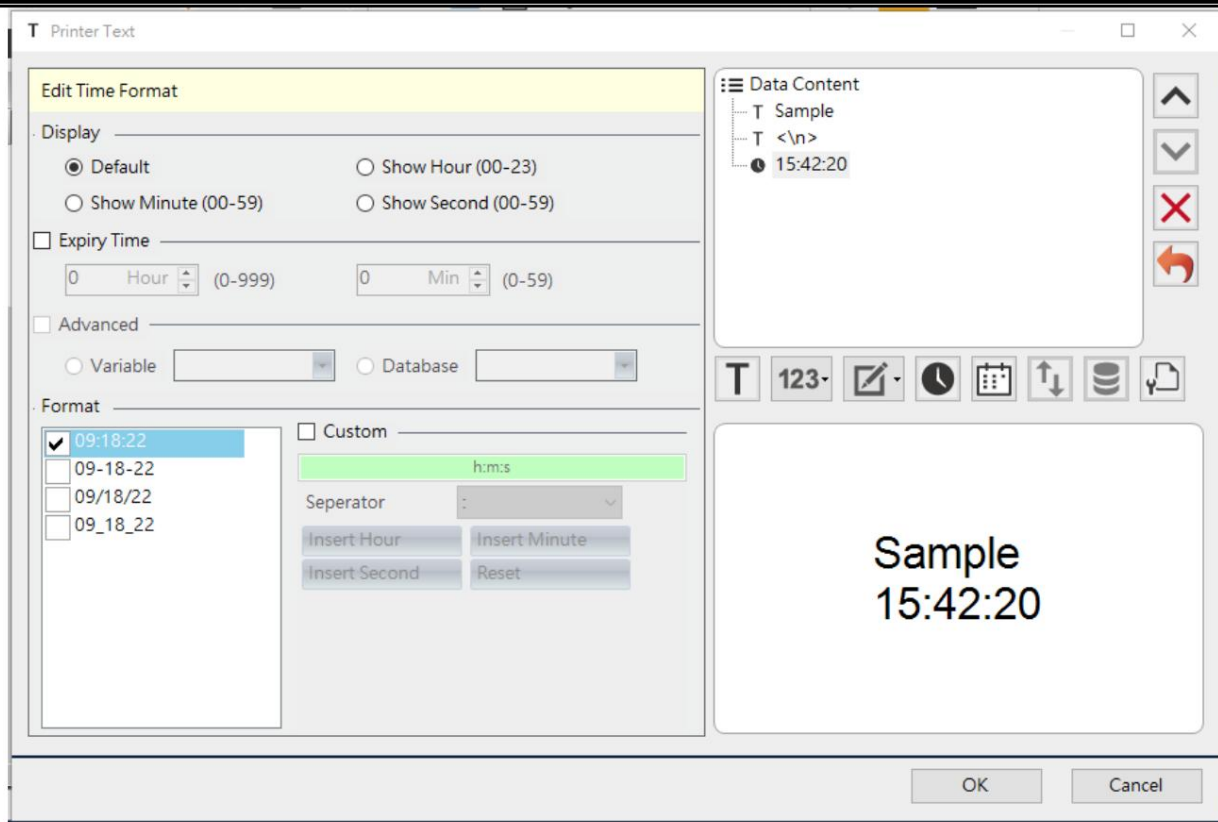 T Printer Text
Edit Time Format
Display
Default
Show Hour (00-23)
Show Minute (00-59)
Show Second (00-59)
Expiry Time
0 Hour (0-999)
0 Min (0-59)
Advanced
Variable
Database
Format
09:18:22
09-18-22
09/18/22
09_18_22
Custom
h:m:s
Seperator :
Insert Hour
Insert Minute
Insert Second
Reset
Data Content
T Sample
T <\n>
15:42:20
T 123
Sample
15:42:20
OK
Cancel